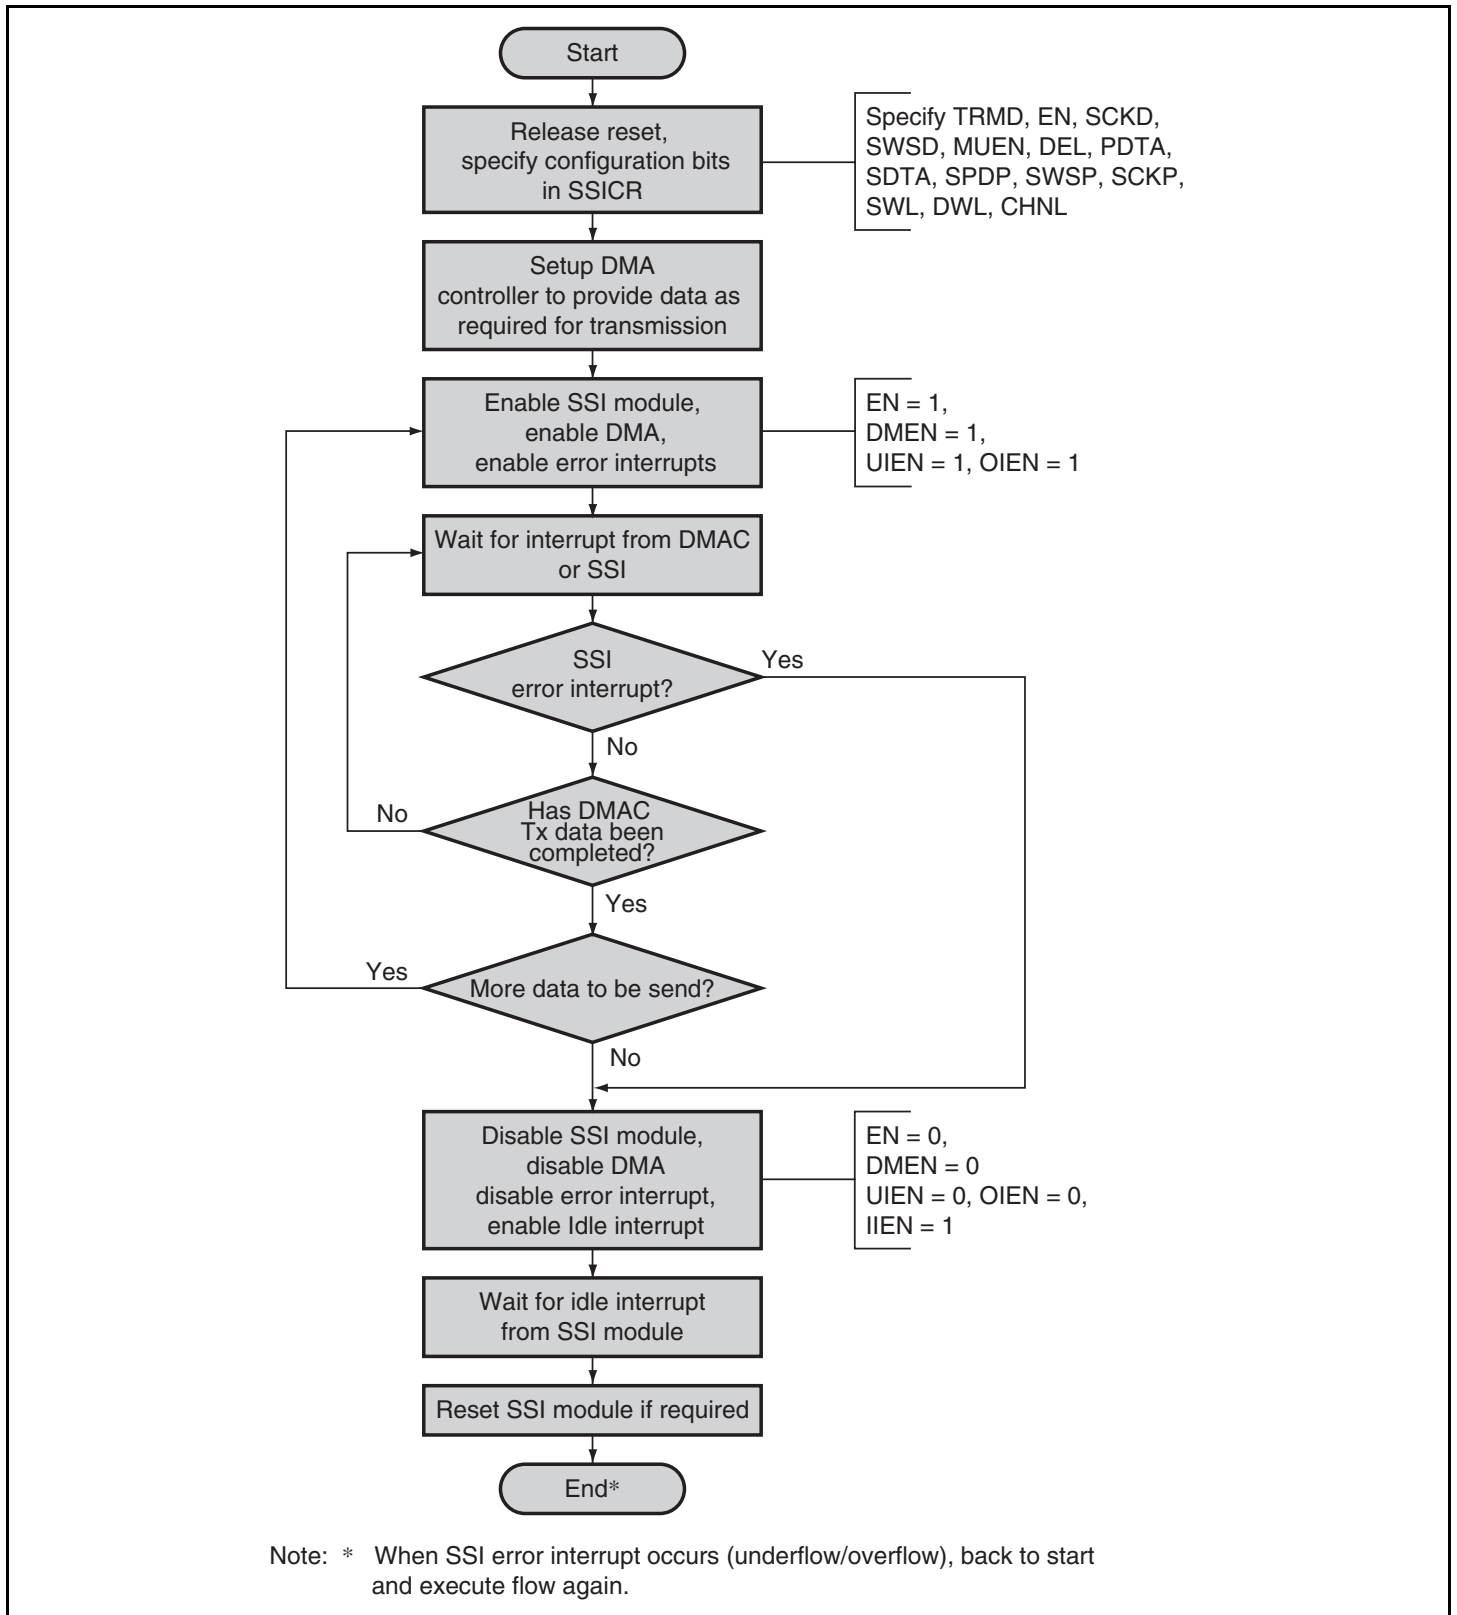 Start
Release reset,
specify configuration bits
in SSICR
Specify TRMD, EN, SCKD,
SWSD, MUEN, DEL, PDTA,
SDTA, SPDP, SWSP, SCKP,
SWL, DWL, CHNL
Setup DMA
controller to provide data as
required for transmission
Enable SSI module,
enable DMA,
enable error interrupts
EN = 1,
DMEN = 1,
UIEN = 1, OIEN = 1
Wait for interrupt from DMAC
or SSI
SSI
error interrupt?
Yes
No
Has DMAC
Tx data been
completed?
No
Yes
More data to be send?
Yes
No
Disable SSI module,
disable DMA
disable error interrupt,
enable Idle interrupt
EN = 0,
DMEN = 0
UIEN = 0, OIEN = 0,
IIEN = 1
Wait for idle interrupt
from SSI module
Reset SSI module if required
End*
Note: * When SSI error interrupt occurs (underflow/overflow), back to start
and execute flow again.